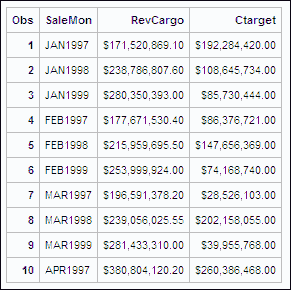 Obs SaleMon RevCargo Ctarget
1 JAN1997 $171,520,869.10 $192,284,420.00
2 JAN1998 $238,786,807.60 $108,645,734.00
3 JAN1999 $280,350,393.00 $85,730,444.00
4 FEB1997 $177,671,530.40 $86,376,721.00
5 FEB1998 $215,959,695.50 $147,656,369.00
6 FEB1999 $253,999,924.00 $74,168,740.00
7 MAR1997 $196,591,378.20 $28,526,103.00
8 MAR1998 $239,056,025.55 $202,158,055.00
9 MAR1999 $281,433,310.00 $39,955,768.00
10 APR1997 $380,804,120.20 $260,386,468.00